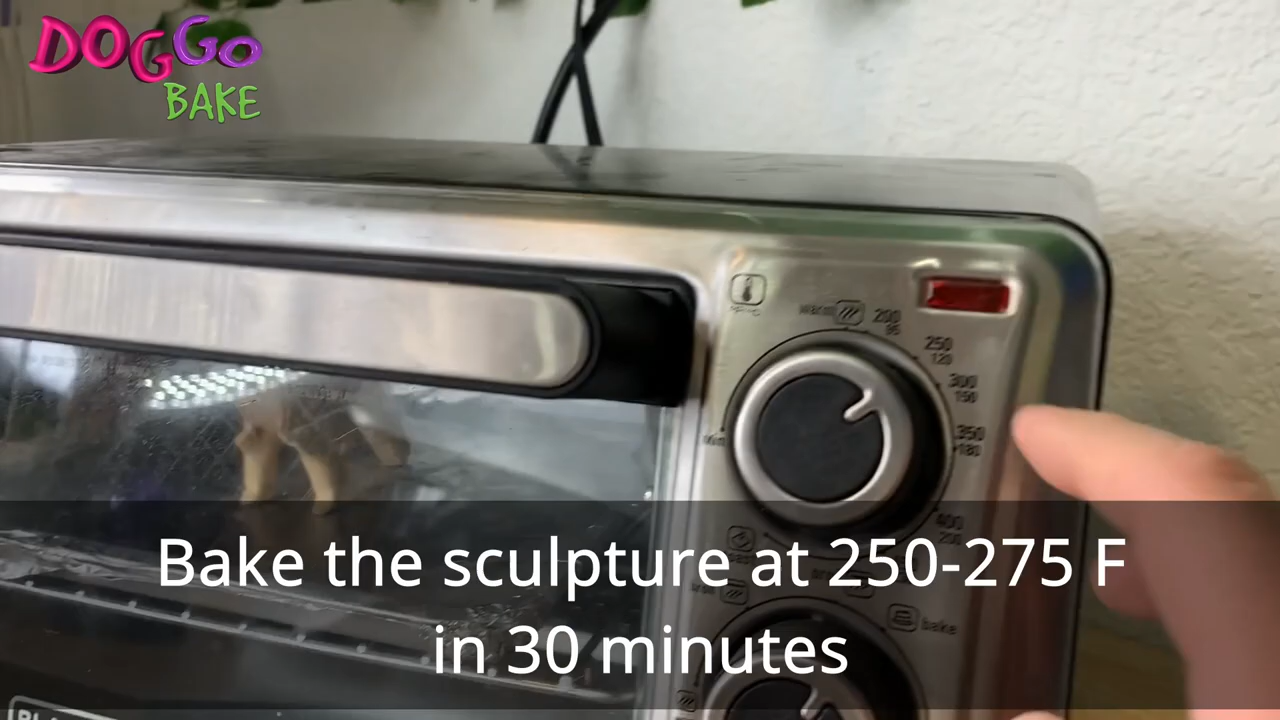 DOGGO
BAKE
warm
200
95
250
120
300
150
350
180
400
200
Bake the sculpture at 250-275 F
in 30 minutes
bake